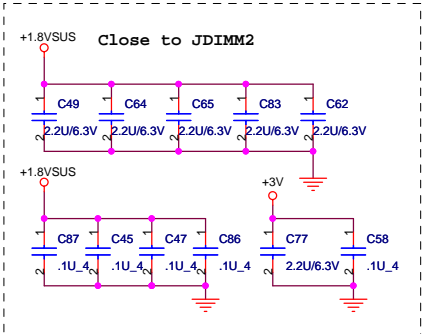 +1.8VSUS Close to JDIMM2
1 1 1 1 1
C49 C64 C65 C83 C62
2 2 2 2 2
2.2U/6.3V 2.2U/6.3V 2.2U/6.3V 2.2U/6.3V 2.2U/6.3V
+1.8VSUS +3V
1 1 1 1 1 1
C87 C45 C47 C86 C77 C58
2 2 2 2 2 2
.1U_4 .1U_4 .1U_4 .1U_4 2.2U/6.3V .1U_4